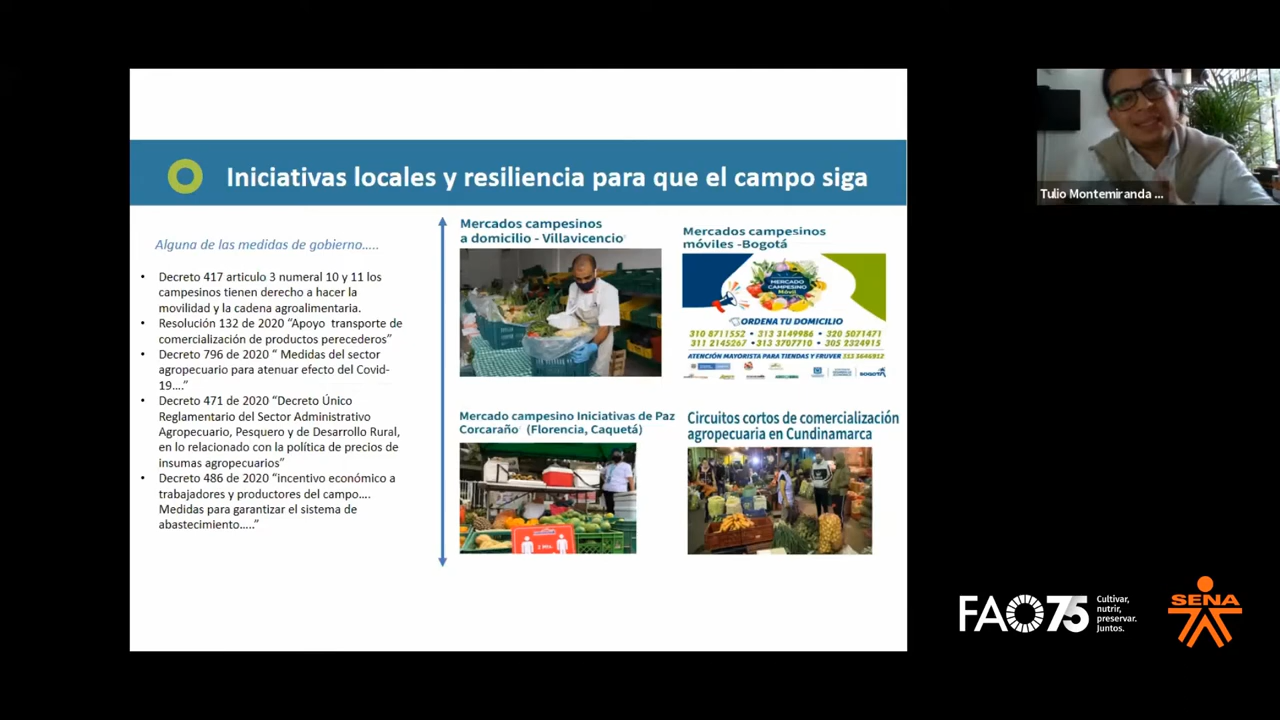 Iniciativas locales y resiliencia para que el campo siga
Alguna de las medidas de gobierno…..
• Decreto 417 articulo 3 numeral 10 y 11 los
campesinos tienen derecho a hacer la
movilidad y la cadena agroalimentaria.
• Resolución 132 de 2020 “Apoyo transporte de
comercialización de productos perecederos”
• Decreto 796 de 2020 “ Medidas del sector
agropecuario para atenuar efecto del Covid-
19….”
• Decreto 471 de 2020 “Decreto Único
Reglamentario del Sector Administrativo
Agropecuario, Pesquero y de Desarrollo Rural,
en lo relacionado con la política de precios de
insumas agropecuarios”
• Decreto 486 de 2020 “incentivo económico a
trabajadores y productores del campo….
Medidas para garantizar el sistema de
abastecimiento…..”
Mercados campesinos
a domicilio - Villavicencio
Mercados campesinos
móviles -Bogotá
MERCADO
CAMPESINO
Móvil
ORDENA TU DOMICILIO
310 8711552 • 313 3149986 • 320 5071471
311 2145267 • 313 3707710 • 305 2324915
ATENCIÓN MAYORISTA PARA TIENDAS Y FRUVER 313 8646912
BOGOTÁ
Mercado campesino Iniciativas de Paz
Corcaraño (Florencia, Caquetá)
2 Mts.
Circuitos cortos de comercialización
agropecuaria en Cundinamarca
Tulio Montemiranda ...
FAO75
Cultivar,
nutrir,
preservar.
Juntos.
SENA